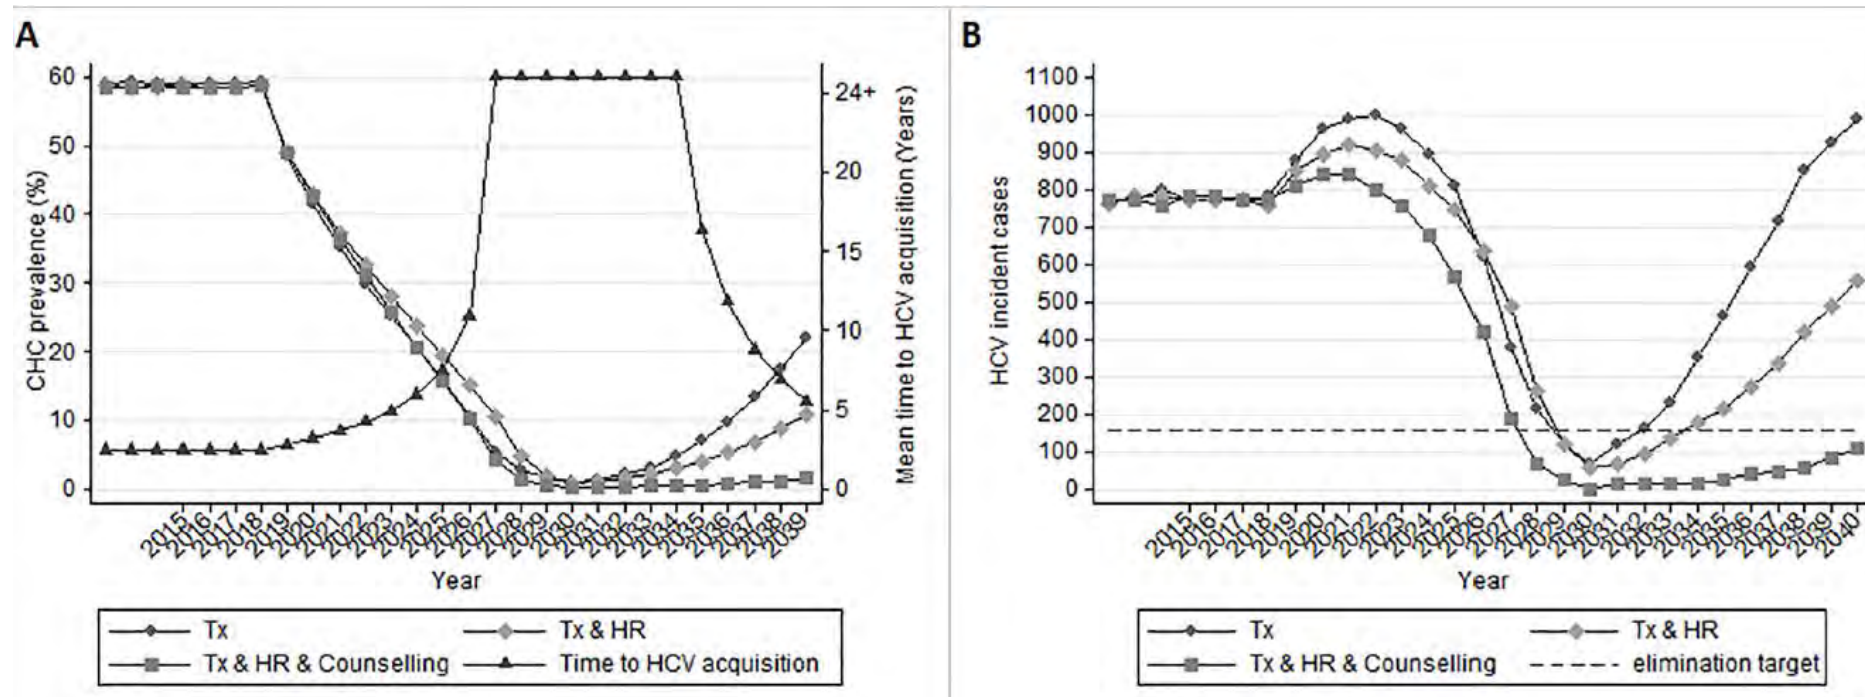 A
CHC prevalence (%)
60
50
40
30
20
10
0
24+
20
15
10
5
0
Mean time to HCV acquisition (Years)
2015 2016 2017 2018 2019 2020 2021 2022 2023 2024 2025 2026 2027 2028 2029 2030 2031 2032 2033 2034 2035 2036 2037 2038 2039
Year
Tx
Tx & HR
Tx & HR & Counselling
Time to HCV acquisition
B
HCV incident cases
1100
1000
900
800
700
600
500
400
300
200
100
0
2015 2016 2017 2018 2019 2020 2021 2022 2023 2024 2025 2026 2027 2028 2029 2030 2031 2032 2033 2034 2035 2036 2037 2038 2039 2040
Year
Tx
Tx & HR
Tx & HR & Counselling
elimination target